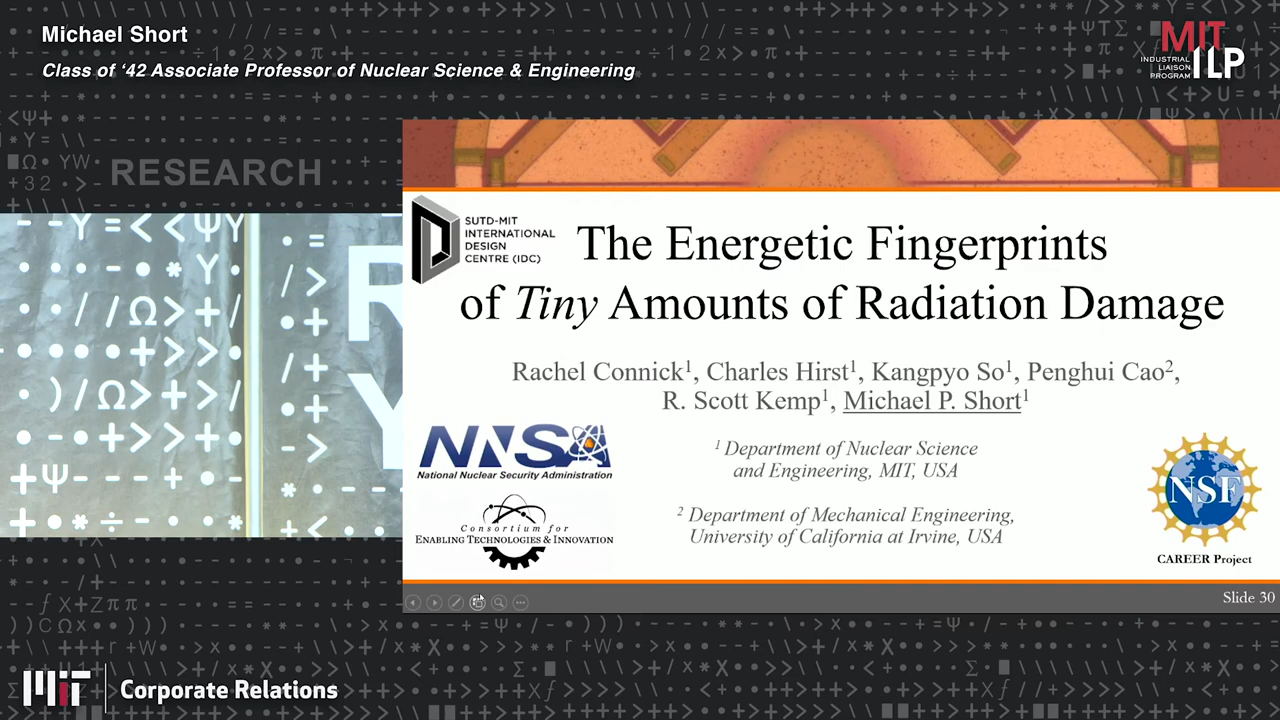 Michael Short
Class of ‘42 Associate Professor of Nuclear Science & Engineering
MIT
INDUSTRIAL
LIAISON
PROGRAM
ILP
RESEARCH
SUTD-MIT
INTERNATIONAL
DESIGN
CENTRE (IDC)
The Energetic Fingerprints
of Tiny Amounts of Radiation Damage
Rachel Connick¹, Charles Hirst¹, Kangpyo So¹, Penghui Cao²,
R. Scott Kemp¹, Michael P. Short¹
NNSA
National Nuclear Security Administration
¹ Department of Nuclear Science
and Engineering, MIT, USA
Consortium for
ENABLING TECHNOLOGIES & INNOVATION
² Department of Mechanical Engineering,
University of California at Irvine, USA
NSF
CAREER Project
Slide 30
MIT
Corporate Relations